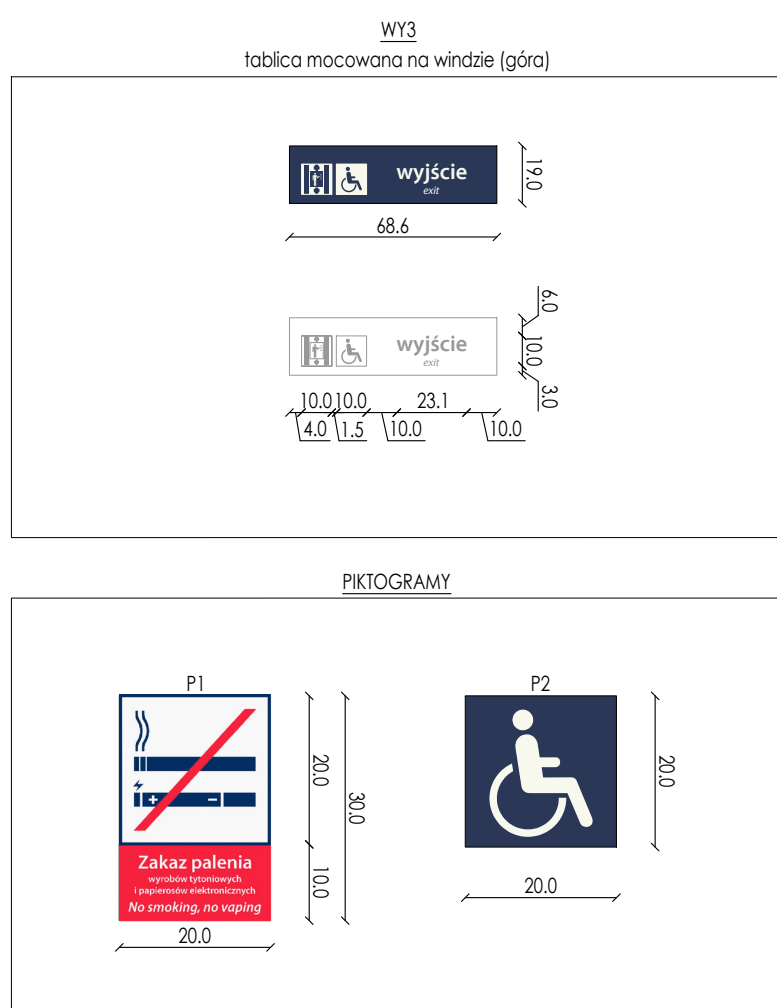 WY3
tablica mocowana na windzie (góra)
wyjście
exit
19.0
68.6
wyjście
exit
6.0
10.0
3.0
10.0 10.0 23.1
4.0 1.5 10.0 10.0
PIKTOGRAMY
P1
Zakaz palenia
wyrobów tytoniowych
i papierosów elektronicznych
No smoking, no vaping
20.0
10.0
30.0
20.0
P2
20.0
20.0